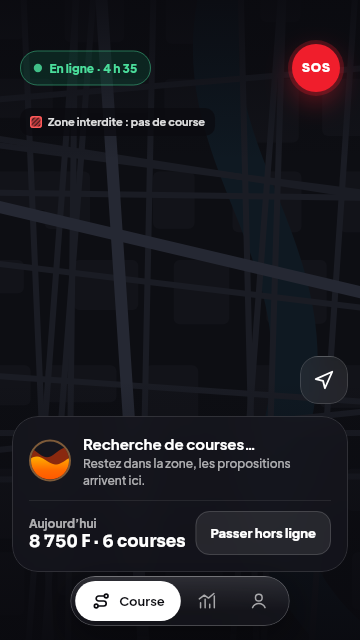 En ligne · 4 h 35
SOS
Zone interdite : pas de course
Recherche de courses…
Restez dans la zone, les propositions
arrivent ici.
Aujourd’hui
8 750 F · 6 courses
Passer hors ligne
Course